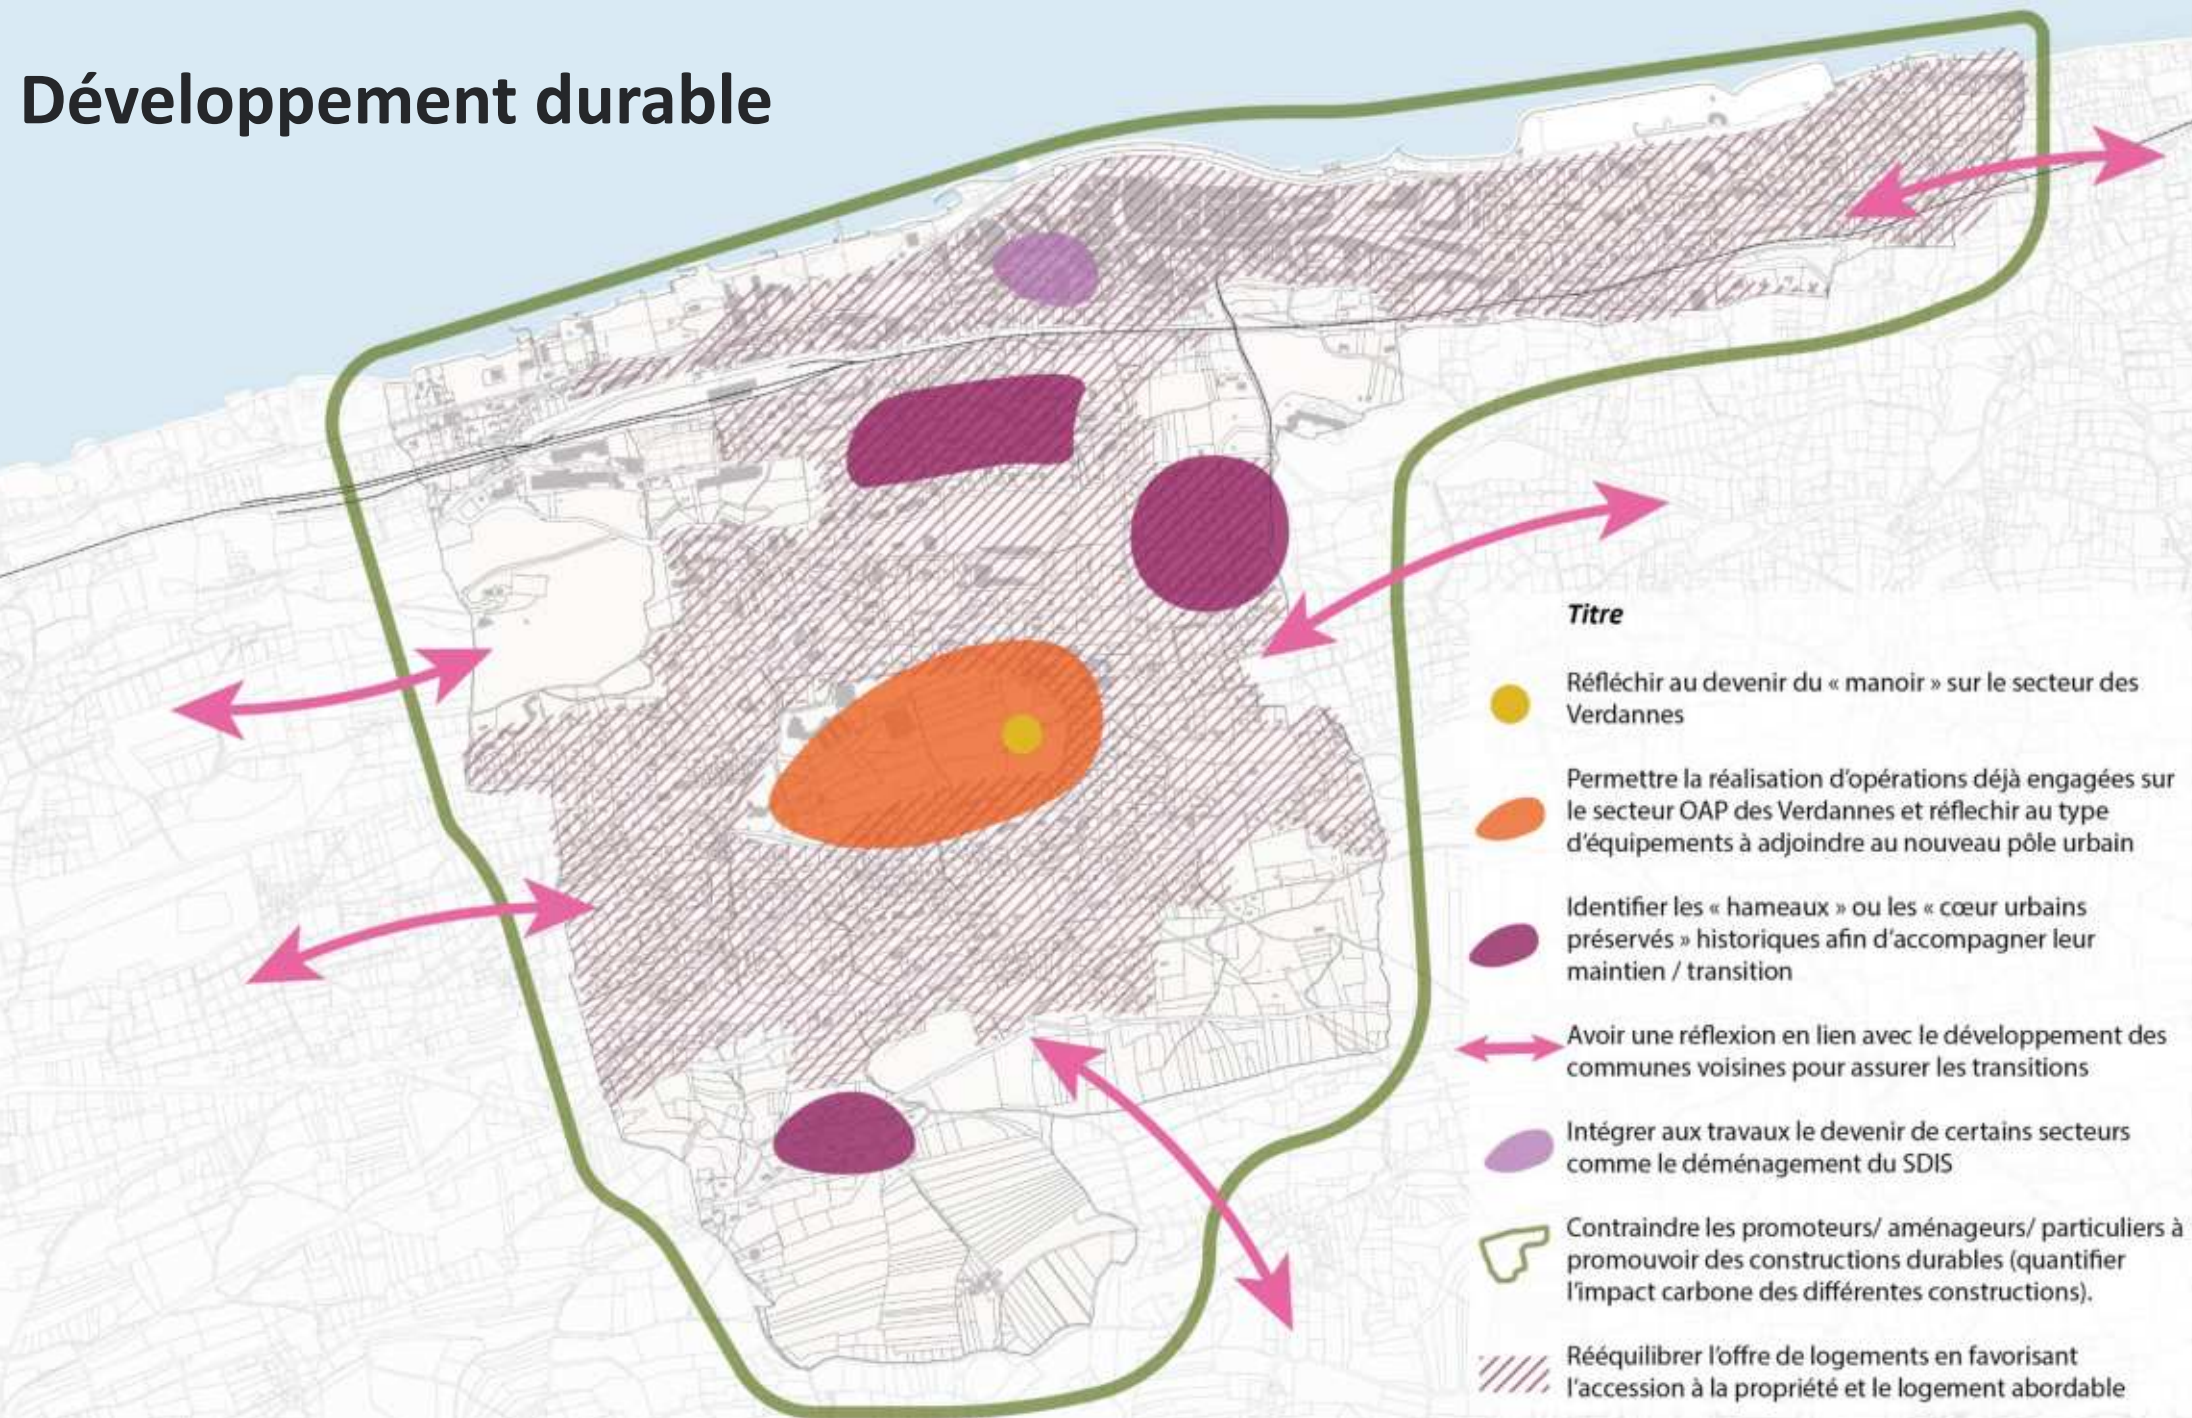 Développement durable
Titre
Réfléchir au devenir du « manoir » sur le secteur des
Verdannes
Permettre la réalisation d'opérations déjà engagées sur
le secteur OAP des Verdannes et réflechir au type
d'équipements à adjoindre au nouveau pôle urbain
Identifier les « hameaux » ou les « cœur urbains
préservés » historiques afin d'accompagner leur
maintien / transition
Avoir une réflexion en lien avec le développement des
communes voisines pour assurer les transitions
Intégrer aux travaux le devenir de certains secteurs
comme le déménagement du SDIS
Contraindre les promoteurs/ aménageurs/ particuliers à
promouvoir des constructions durables (quantifier
l'impact carbone des différentes constructions).
Rééquilibrer l'offre de logements en favorisant
l'accession à la propriété et le logement abordable